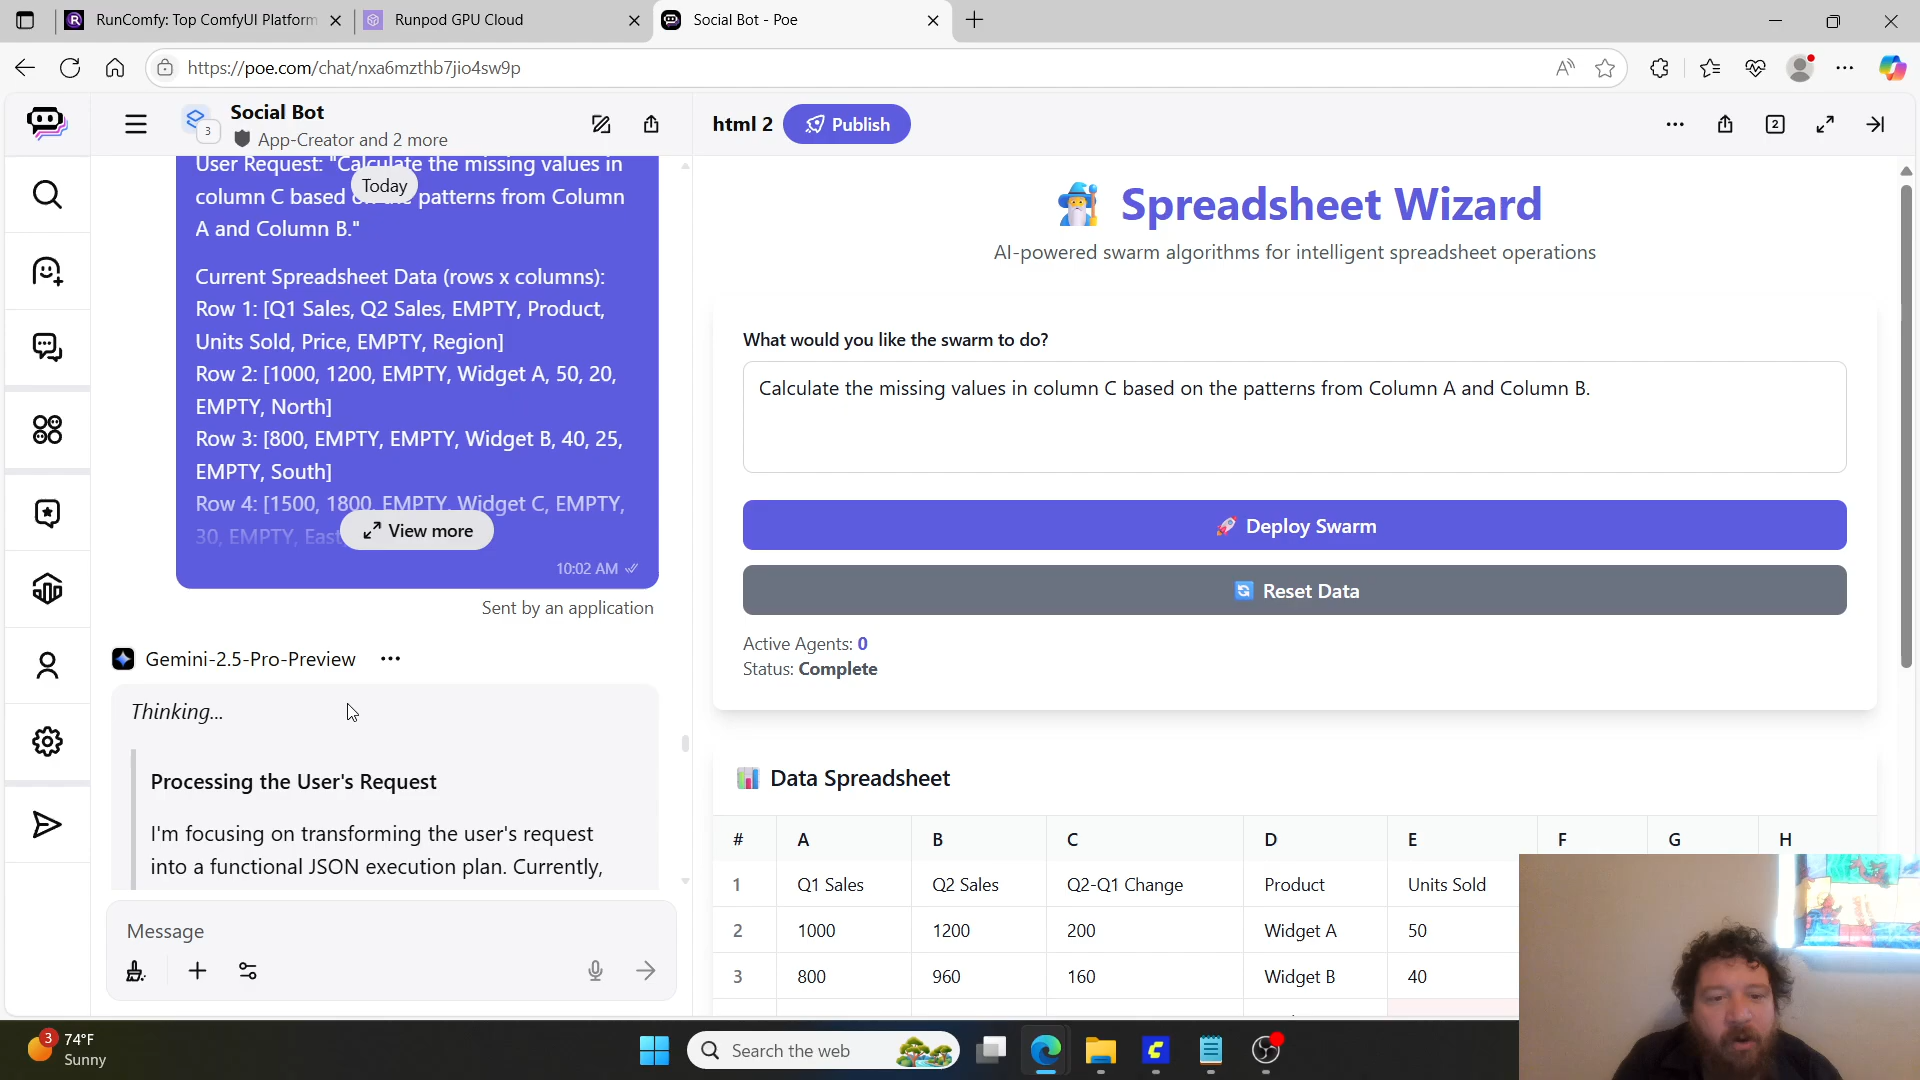 RunComfy: Top ComfyUI Platform
Runpod GPU Cloud
Social Bot - Poe
https://poe.com/chat/nxa6mzthb7jio4sw9p
3
Social Bot
App-Creator and 2 more
html 2
Publish
2
User Request: "Calculate the missing values in
column C based on the patterns from Column
A and Column B."
Today
Current Spreadsheet Data (rows x columns):
Row 1: [Q1 Sales, Q2 Sales, EMPTY, Product,
Units Sold, Price, EMPTY, Region]
Row 2: [1000, 1200, EMPTY, Widget A, 50, 20,
EMPTY, North]
Row 3: [800, EMPTY, EMPTY, Widget B, 40, 25,
EMPTY, South]
Row 4: [1500, 1800, EMPTY, Widget C, EMPTY,
30, EMPTY, East
View more
10:02 AM
Sent by an application
Gemini-2.5-Pro-Preview
Thinking...
Processing the User's Request
I'm focusing on transforming the user's request
into a functional JSON execution plan. Currently,
Message
Spreadsheet Wizard
AI-powered swarm algorithms for intelligent spreadsheet operations
What would you like the swarm to do?
Calculate the missing values in column C based on the patterns from Column A and Column B.
Deploy Swarm
Reset Data
Active Agents: 0
Status: Complete
Data Spreadsheet
# A B C D E F G H
1 Q1 Sales Q2 Sales Q2-Q1 Change Product Units Sold
2 1000 1200 200 Widget A 50
3 800 960 160 Widget B 40
3
74°F
Sunny
Search the web